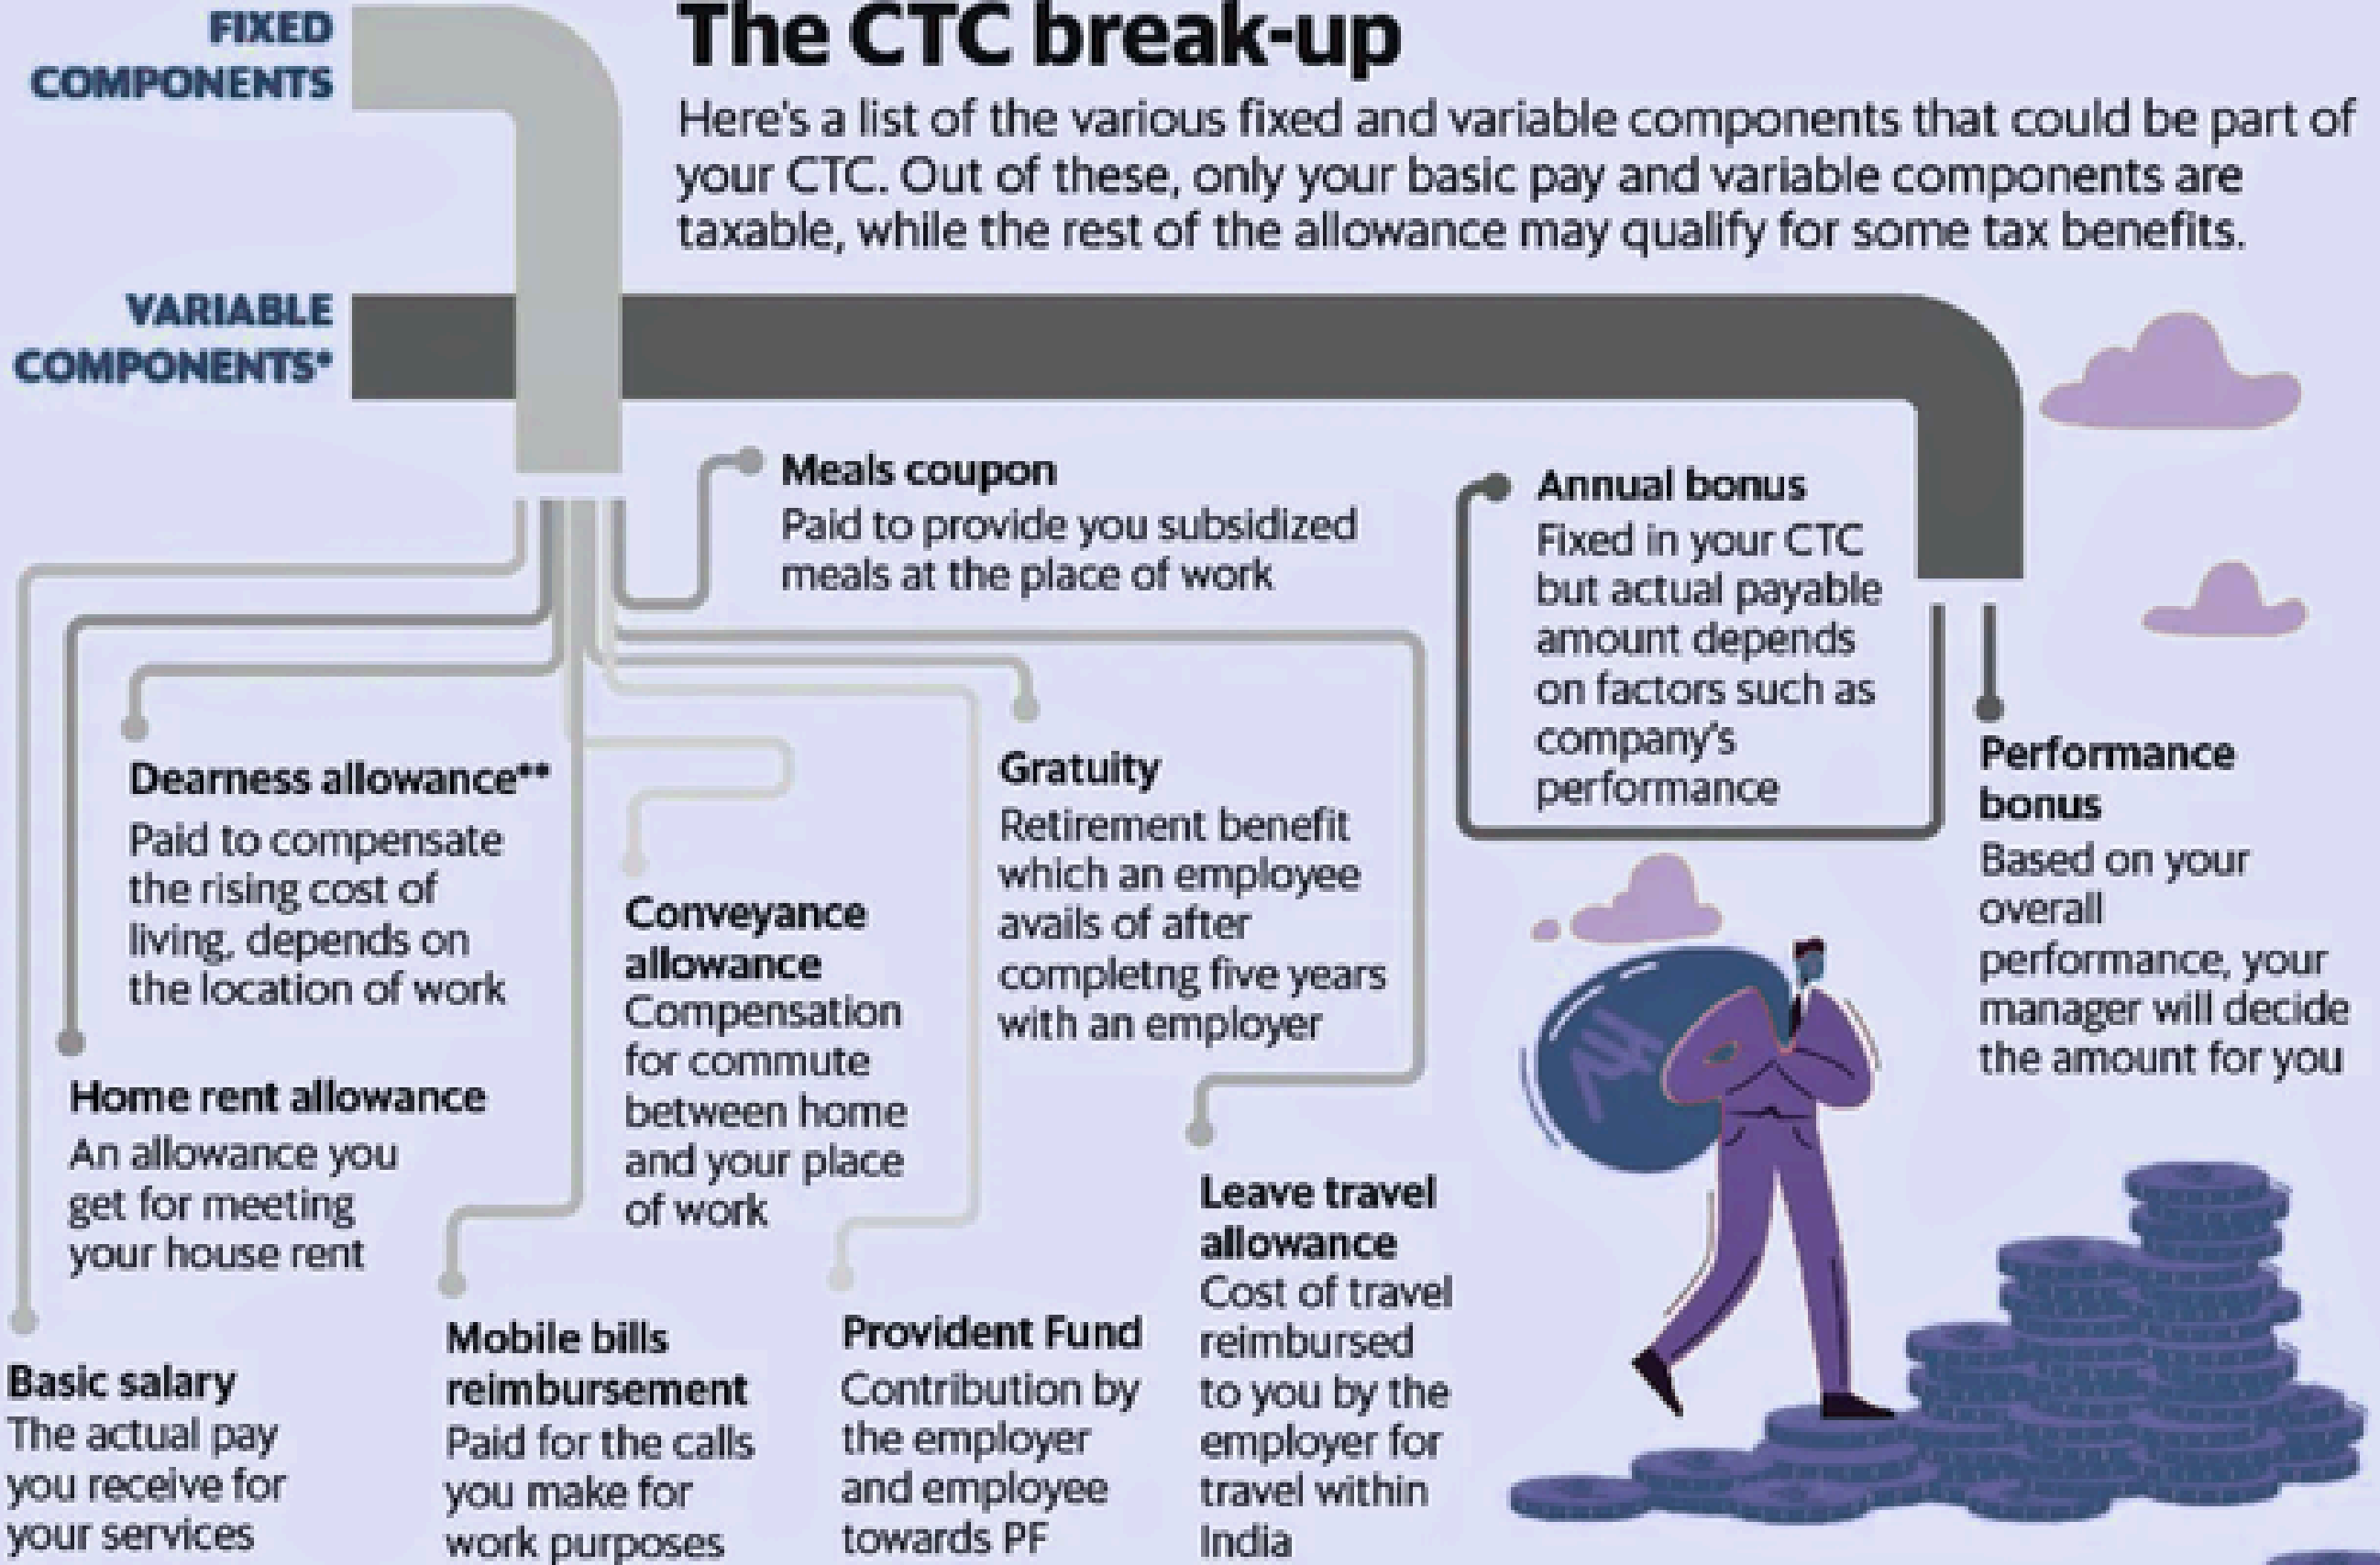 The CTC break-up
Here's a list of the various fixed and variable components that could be part of
your CTC. Out of these, only your basic pay and variable components are
taxable, while the rest of the allowance may qualify for some tax benefits.
FIXED
COMPONENTS
VARIABLE
COMPONENTS*
Meals coupon
Paid to provide you subsidized
meals at the place of work
Annual bonus
Fixed in your CTC
but actual payable
amount depends
on factors such as
company's
performance
Performance
bonus
Based on your
overall
performance, your
manager will decide
the amount for you
Dearness allowance**
Paid to compensate
the rising cost of
living, depends on
the location of work
Conveyance
allowance
Compensation
for commute
between home
and your place
of work
Gratuity
Retirement benefit
which an employee
avails of after
completng five years
with an employer
Home rent allowance
An allowance you
get for meeting
your house rent
Leave travel
allowance
Cost of travel
reimbursed
to you by the
employer for
travel within
India
Basic salary
The actual pay
you receive for
your services
Mobile bills
reimbursement
Paid for the calls
you make for
work purposes
Provident Fund
Contribution by
the employer
and employee
towards PF
₹